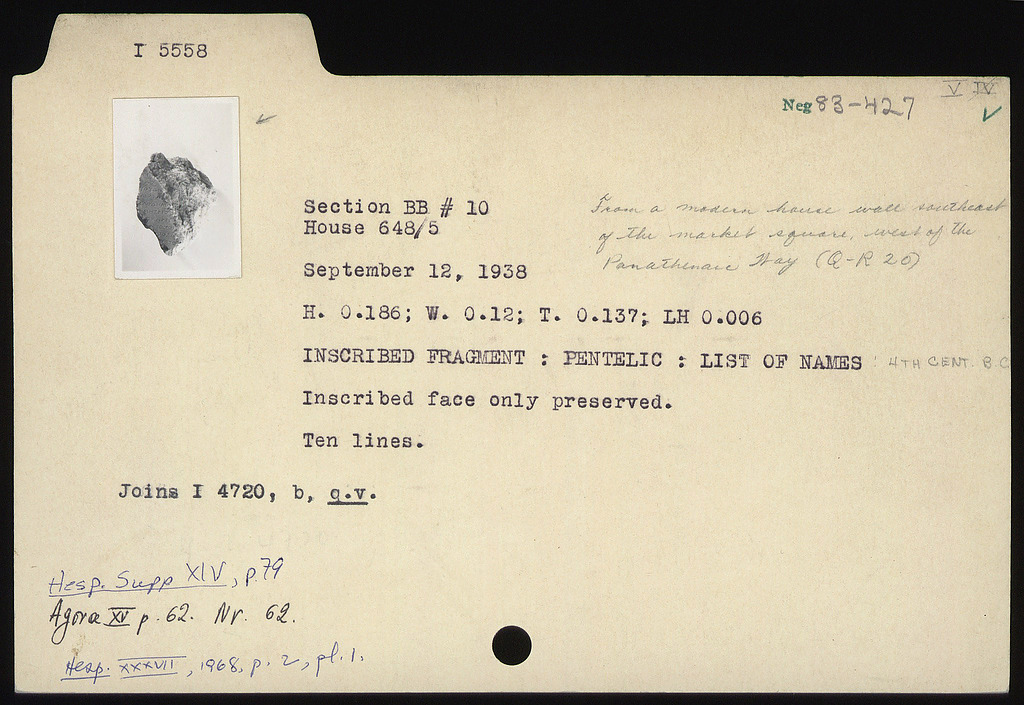 I 5558
V IV
Neg 83-427
Section BB # 10
House 648/5
From a modern house wall southeast
of the market square, west of the
Panathenaic Way (Q-R 20)
September 12, 1938
H. 0.186; W. 0.12; T. 0.137; LH 0.006
INSCRIBED FRAGMENT : PENTELIC : LIST OF NAMES : 4TH CENT. B.C.
Inscribed face only preserved.
Ten lines.
Joins I 4720, b, q.v.
Hesp. Supp XIV, p.79
Agora XV p. 62. Nr. 62.
Hesp. XXXVII, 1968, p. 2, pl. 1.